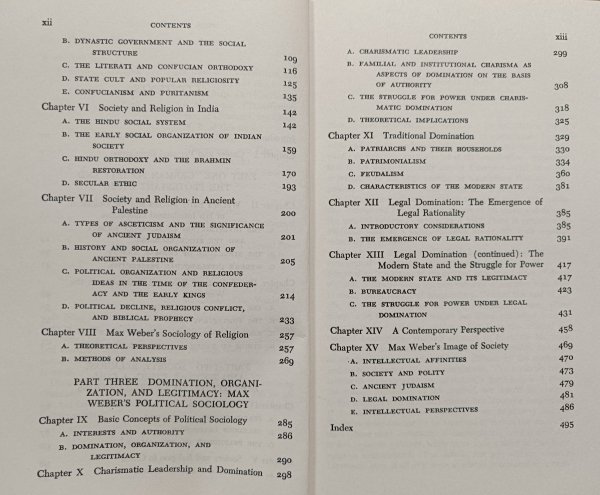 xii CONTENTS
B. DYNASTIC GOVERNMENT AND THE SOCIAL
STRUCTURE 109
C. THE LITERATI AND CONFUCIAN ORTHODOXY 116
D. STATE CULT AND POPULAR RELIGIOSITY 125
E. CONFUCIANISM AND PURITANISM 135
Chapter VI Society and Religion in India 142
A. THE HINDU SOCIAL SYSTEM 142
B. THE EARLY SOCIAL ORGANIZATION OF INDIAN
SOCIETY 159
C. HINDU ORTHODOXY AND THE BRAHMIN
RESTORATION 170
D. SECULAR ETHIC 193
Chapter VII Society and Religion in Ancient
Palestine 200
A. TYPES OF ASCETICISM AND THE SIGNIFICANCE
OF ANCIENT JUDAISM 201
B. HISTORY AND SOCIAL ORGANIZATION OF
ANCIENT PALESTINE 205
C. POLITICAL ORGANIZATION AND RELIGIOUS
IDEAS IN THE TIME OF THE CONFEDER-
ACY AND THE EARLY KINGS 214
D. POLITICAL DECLINE, RELIGIOUS CONFLICT,
AND BIBLICAL PROPHECY 233
Chapter VIII Max Weber's Sociology of Religion 257
A. THEORETICAL PERSPECTIVES 257
B. METHODS OF ANALYSIS 269
PART THREE DOMINATION, ORGANI-
ZATION, AND LEGITIMACY: MAX
WEBER'S POLITICAL SOCIOLOGY
Chapter IX Basic Concepts of Political Sociology 285
A. INTERESTS AND AUTHORITY 286
B. DOMINATION, ORGANIZATION, AND
LEGITIMACY 290
Chapter X Charismatic Leadership and Domination 298
CONTENTS xiii
A. CHARISMATIC LEADERSHIP 299
B. FAMILIAL AND INSTITUTIONAL CHARISMA AS
ASPECTS OF DOMINATION ON THE BASIS
OF AUTHORITY 308
C. THE STRUGGLE FOR POWER UNDER CHARIS-
MATIC DOMINATION 318
D. THEORETICAL IMPLICATIONS 325
Chapter XI Traditional Domination 329
A. PATRIARCHS AND THEIR HOUSEHOLDS 330
B. PATRIMONIALISM 334
C. FEUDALISM 360
D. CHARACTERISTICS OF THE MODERN STATE 381
Chapter XII Legal Domination: The Emergence of
Legal Rationality 385
A. INTRODUCTORY CONSIDERATIONS 385
B. THE EMERGENCE OF LEGAL RATIONALITY 391
Chapter XIII Legal Domination (continued): The
Modern State and the Struggle for Power 417
A. THE MODERN STATE AND ITS LEGITIMACY 417
B. BUREAUCRACY 423
C. THE STRUGGLE FOR POWER UNDER LEGAL
DOMINATION 431
Chapter XIV A Contemporary Perspective 458
Chapter XV Max Weber's Image of Society 469
A. INTELLECTUAL AFFINITIES 470
B. SOCIETY AND POLITY 473
C. ANCIENT JUDAISM 479
D. LEGAL DOMINATION 481
E. INTELLECTUAL PERSPECTIVES 486
Index 495